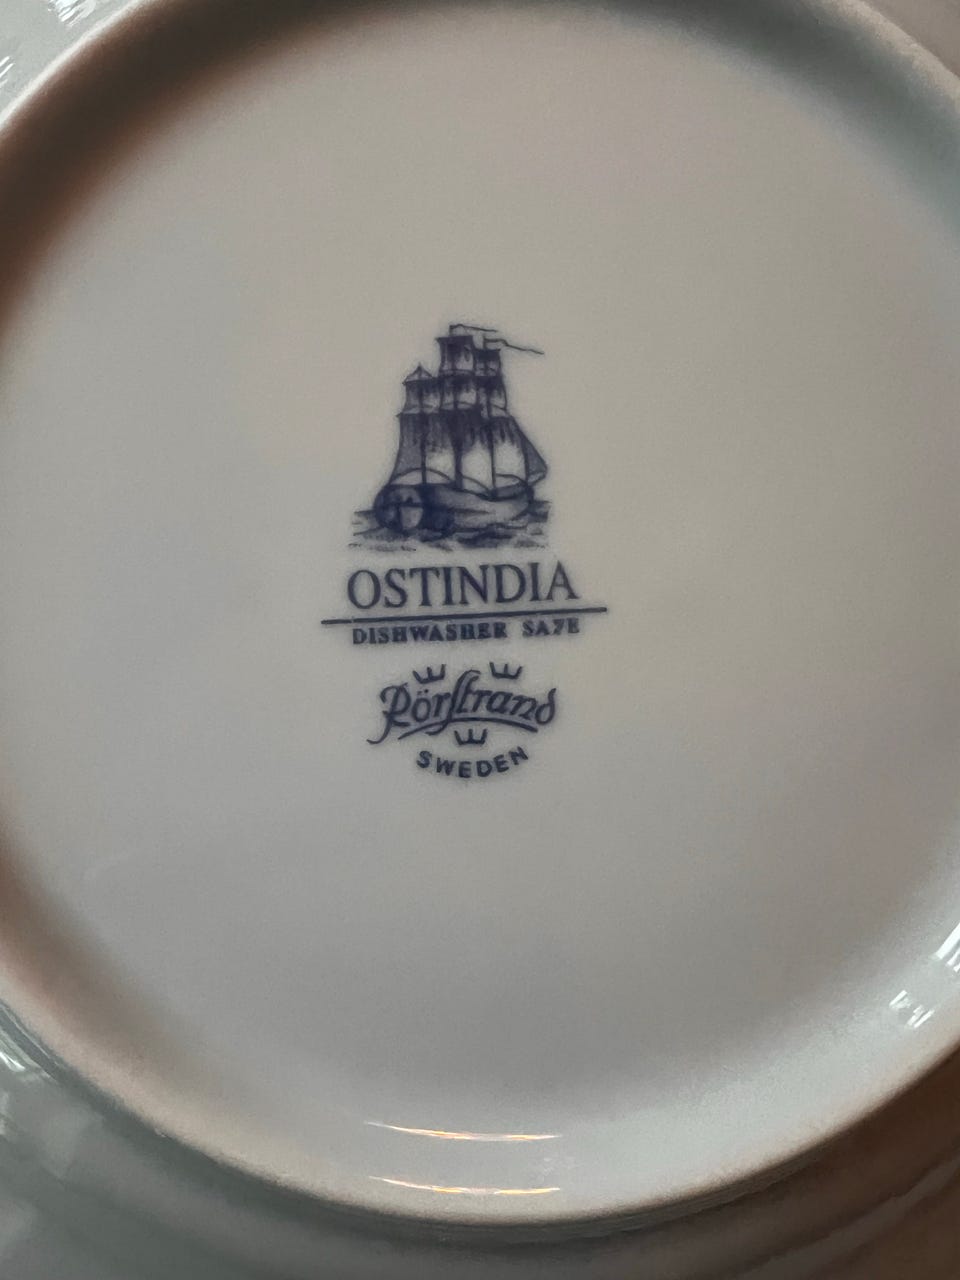 OSTINDIA
DISHWASHER SAFE
Rörstrand
SWEDEN